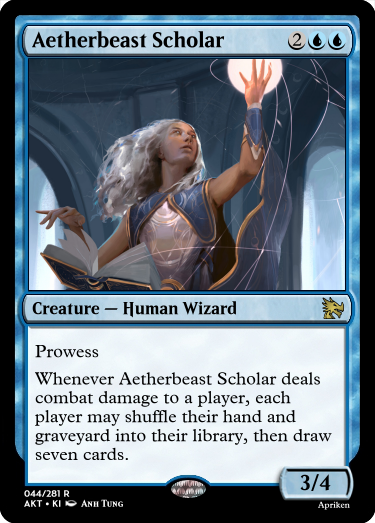 Aetherbeast Scholar 2
Creature — Human Wizard
Prowess
Whenever Aetherbeast Scholar deals
combat damage to a player, each
player may shuffle their hand and
graveyard into their library, then draw
seven cards.
3/4
044/281 R
AKT • KI Anh Tung
Apriken